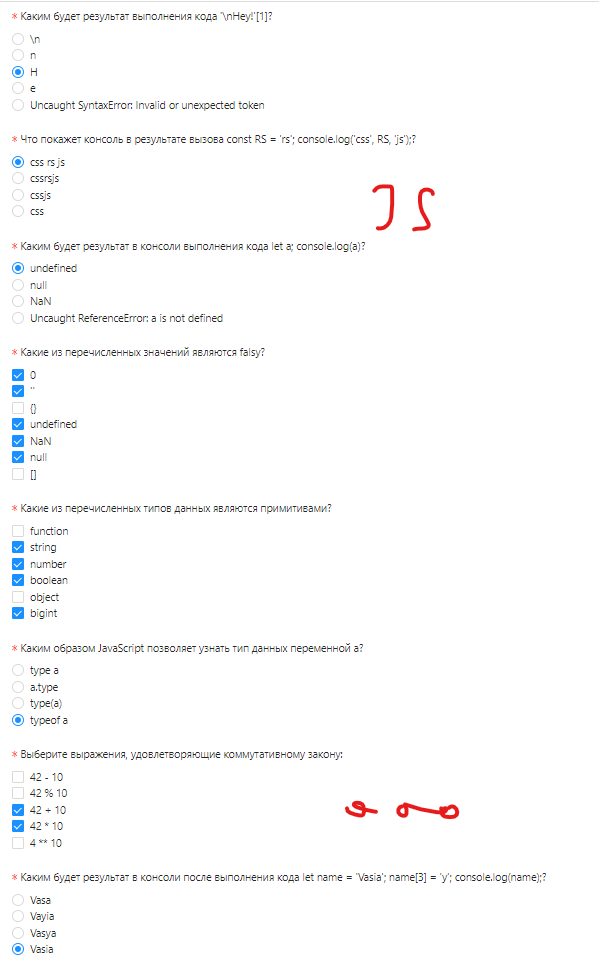 * Каким будет результат выполнения кода '\nHey!'[1]?
\n
n
H
e
Uncaught SyntaxError: Invalid or unexpected token
* Что покажет консоль в результате вызова const RS = 'rs'; console.log('css', RS, 'js');?
css rs js
cssrsjs
cssjs
css
JS
* Каким будет результат в консоли выполнения кода let a; console.log(a)?
undefined
null
NaN
Uncaught ReferenceError: a is not defined
* Какие из перечисленных значений являются falsy?
0
''
{}
undefined
NaN
null
[]
* Какие из перечисленных типов данных являются примитивами?
function
string
number
boolean
object
bigint
* Каким образом JavaScript позволяет узнать тип данных переменной a?
type a
a.type
type(a)
typeof a
* Выберите выражения, удовлетворяющие коммутативному закону:
42 - 10
42 % 10
42 + 10
42 * 10
4 ** 10
* Каким будет результат в консоли после выполнения кода let name = 'Vasia'; name[3] = 'y'; console.log(name);?
Vasa
Vayia
Vasya
Vasia